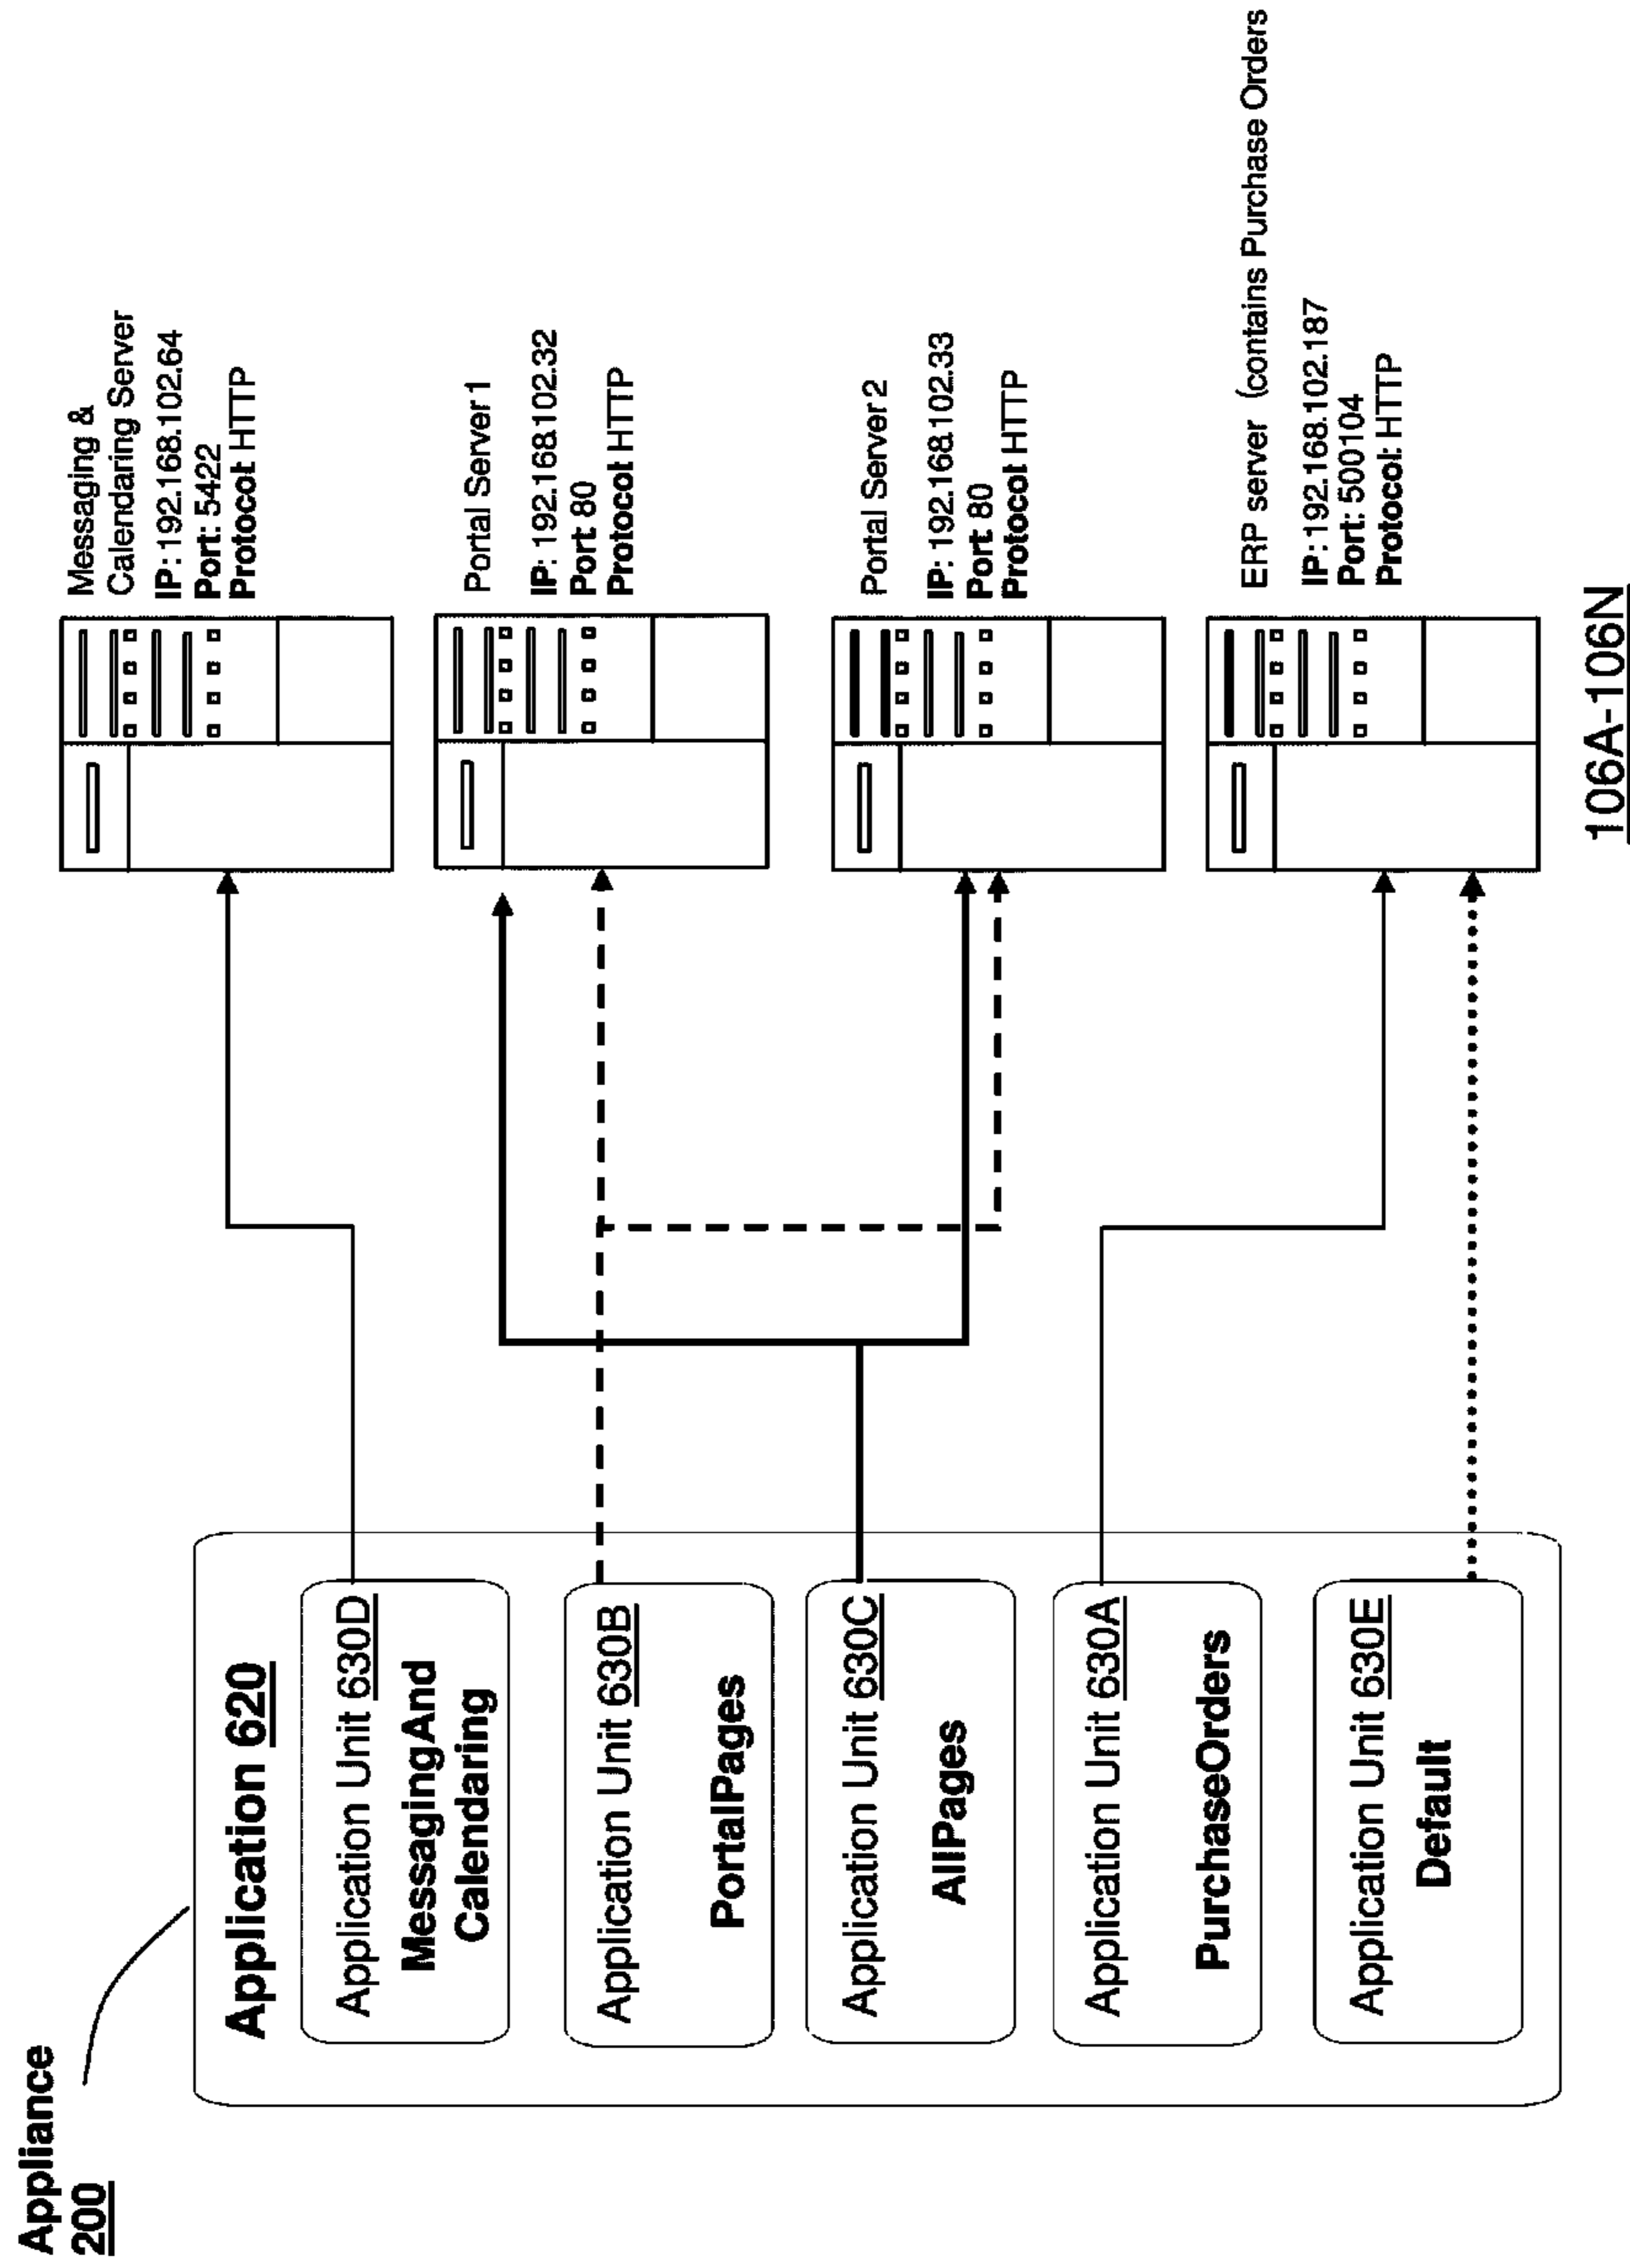 Appliance
200
Application 620
Application Unit 630D
MessagingAnd
Calendaring
Application Unit 630B
PortalPages
Application Unit 630C
AllPages
Application Unit 630A
PurchaseOrders
Application Unit 630E
Default
Messaging &
Calendaring Server
IP: 192.168.102.64
Port: 5422
Protocol: HTTP
Portal Server 1
IP: 192.168.102.32
Port: 80
Protocol: HTTP
Portal Server 2
IP: 192.168.102.33
Port: 80
Protocol: HTTP
ERP server (contains Purchase Orders
IP: 192.168.102.187
Port: 500104
Protocol: HTTP
106A-106N